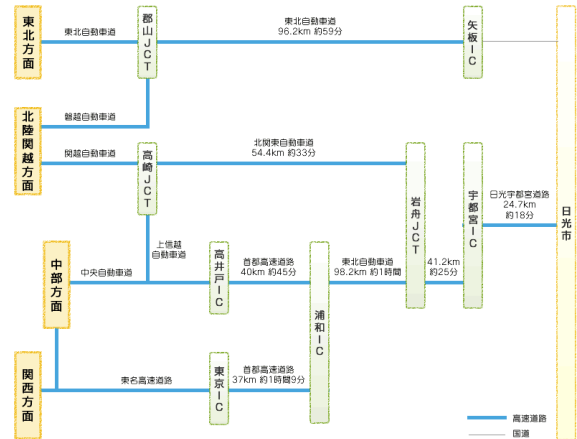 東北方面
東北自動車道
郡山JCT
東北自動車道
96.2km 約59分
矢板IC
北陸関越方面
磐越自動車道
関越自動車道
高崎JCT
北関東自動車道
54.4km 約33分
岩舟JCT
宇都宮IC
日光宇都宮道路
24.7km
約18分
日光市
上信越
自動車道
中部方面
中央自動車道
高井戸IC
首都高速道路
40km 約45分
浦和IC
東北自動車道
98.2km 約1時間
41.2km
約25分
関西方面
東名高速道路
東京IC
首都高速道路
37km 約1時間9分
高速道路
国道